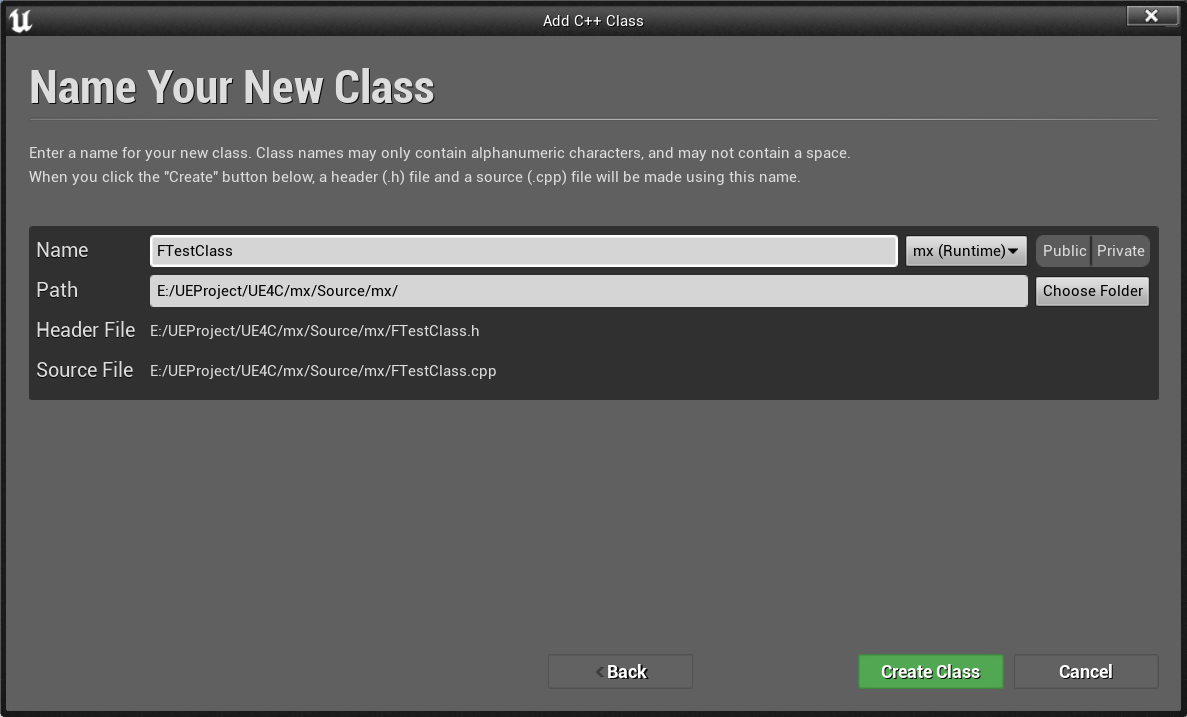 Add C++ Class
Name Your New Class
Enter a name for your new class. Class names may only contain alphanumeric characters, and may not contain a space.
When you click the "Create" button below, a header (.h) file and a source (.cpp) file will be made using this name.
Name FTestClass mx (Runtime) Public Private
Path E:/UEProject/UE4C/mx/Source/mx/ Choose Folder
Header File E:/UEProject/UE4C/mx/Source/mx/FTestClass.h
Source File E:/UEProject/UE4C/mx/Source/mx/FTestClass.cpp
Back Create Class Cancel